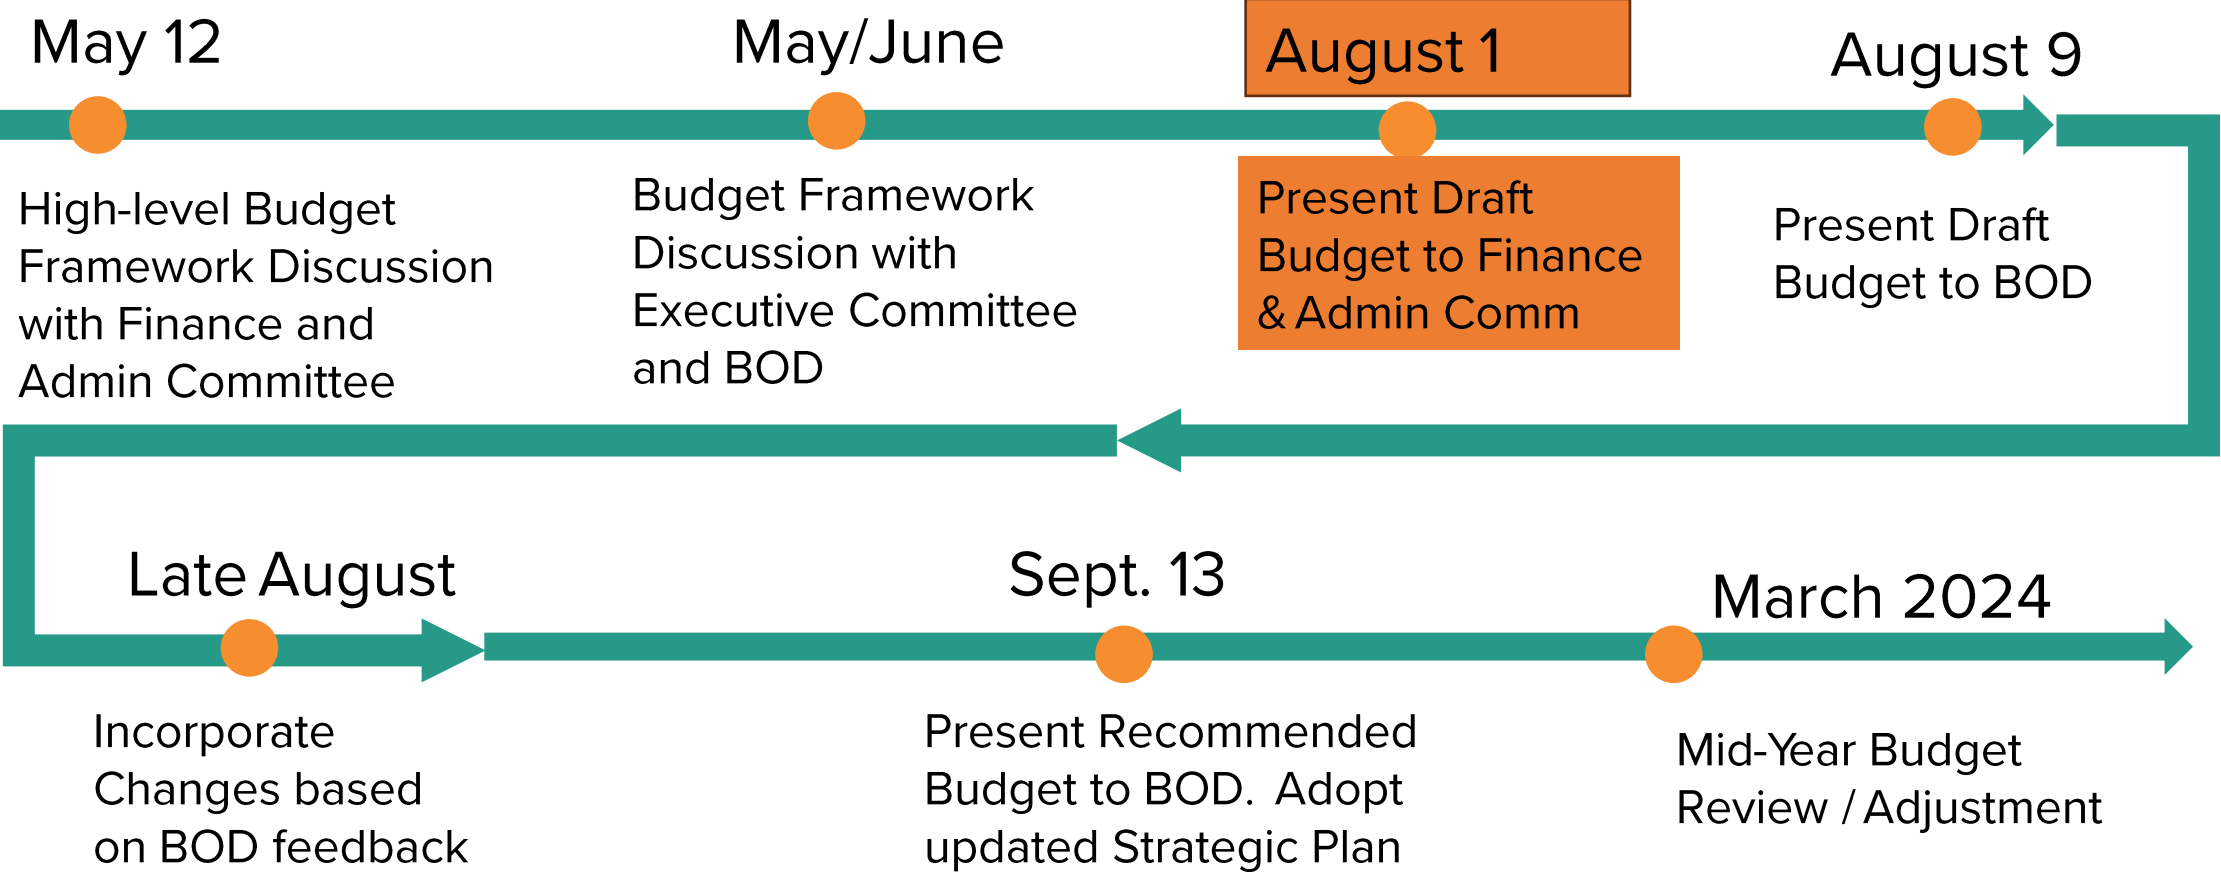 May 12
High-level Budget
Framework Discussion
with Finance and
Admin Committee
May/June
Budget Framework
Discussion with
Executive Committee
and BOD
August 1
Present Draft
Budget to Finance
& Admin Comm
August 9
Present Draft
Budget to BOD
Late August
Incorporate
Changes based
on BOD feedback
Sept. 13
Present Recommended
Budget to BOD.  Adopt
updated Strategic Plan
March 2024
Mid-Year Budget
Review / Adjustment